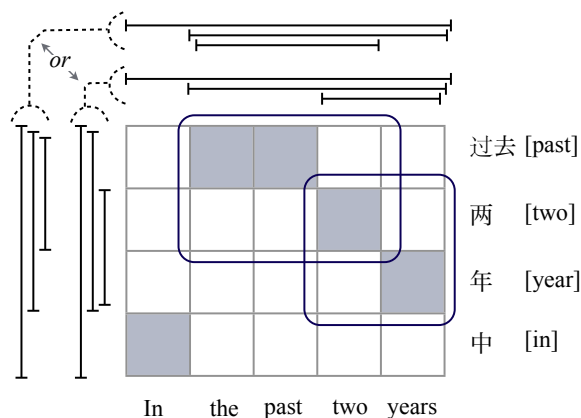 or
过去 [past]
两 [two]
年 [year]
中 [in]
In the past two years